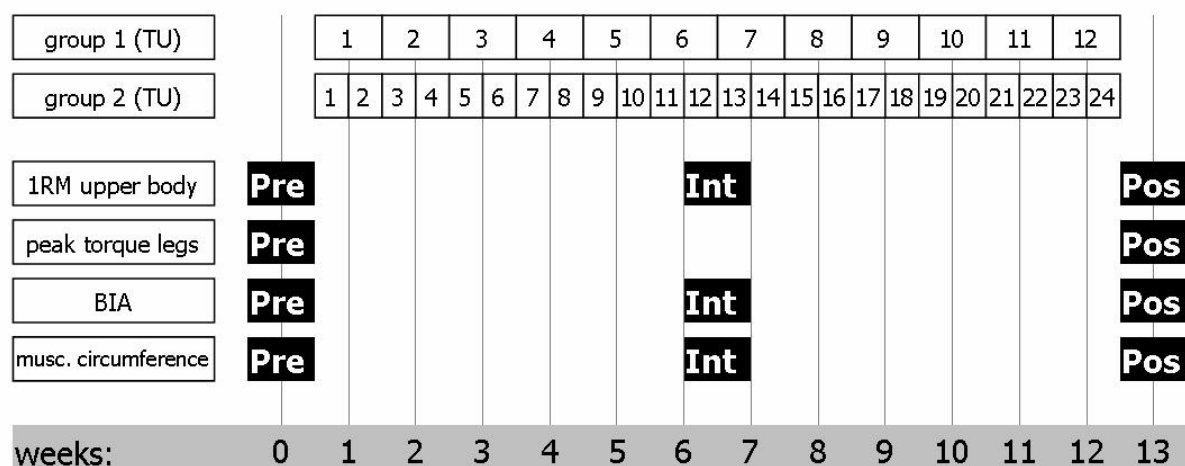 group 1 (TU) 1 2 3 4 5 6 7 8 9 10 11 12
group 2 (TU) 1 2 3 4 5 6 7 8 9 10 11 12 13 14 15 16 17 18 19 20 21 22 23 24
1RM upper body Pre Int Pos
peak torque legs Pre Pos
BIA Pre Int Pos
musc. circumference Pre Int Pos
weeks: 0 1 2 3 4 5 6 7 8 9 10 11 12 13